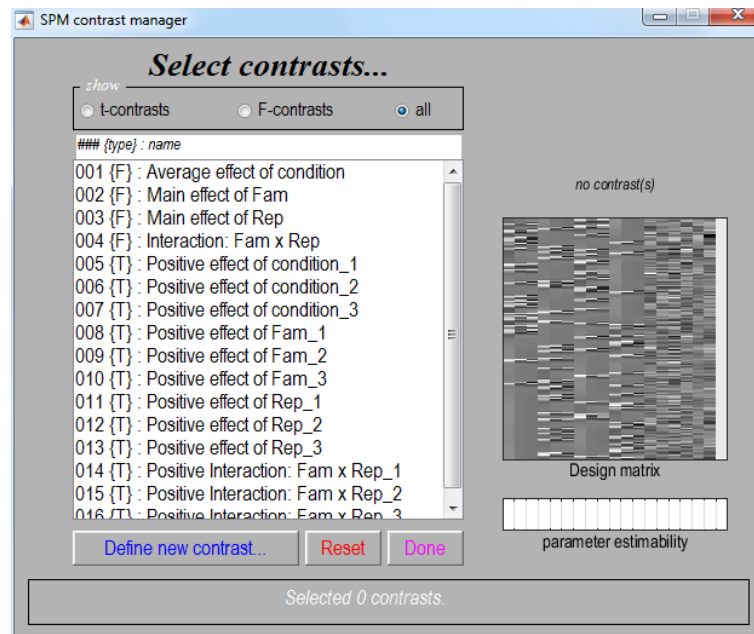 SPM contrast manager
Select contrasts...
show
t-contrasts F-contrasts all
### {type} : name
001 {F} : Average effect of condition
002 {F} : Main effect of Fam
003 {F} : Main effect of Rep
004 {F} : Interaction: Fam x Rep
005 {T} : Positive effect of condition_1
006 {T} : Positive effect of condition_2
007 {T} : Positive effect of condition_3
008 {T} : Positive effect of Fam_1
009 {T} : Positive effect of Fam_2
010 {T} : Positive effect of Fam_3
011 {T} : Positive effect of Rep_1
012 {T} : Positive effect of Rep_2
013 {T} : Positive effect of Rep_3
014 {T} : Positive Interaction: Fam x Rep_1
015 {T} : Positive Interaction: Fam x Rep_2
016 {T} : Positive Interaction: Fam x Rep_3
no contrast(s)
Design matrix
parameter estimability
Define new contrast... Reset Done
Selected 0 contrasts.